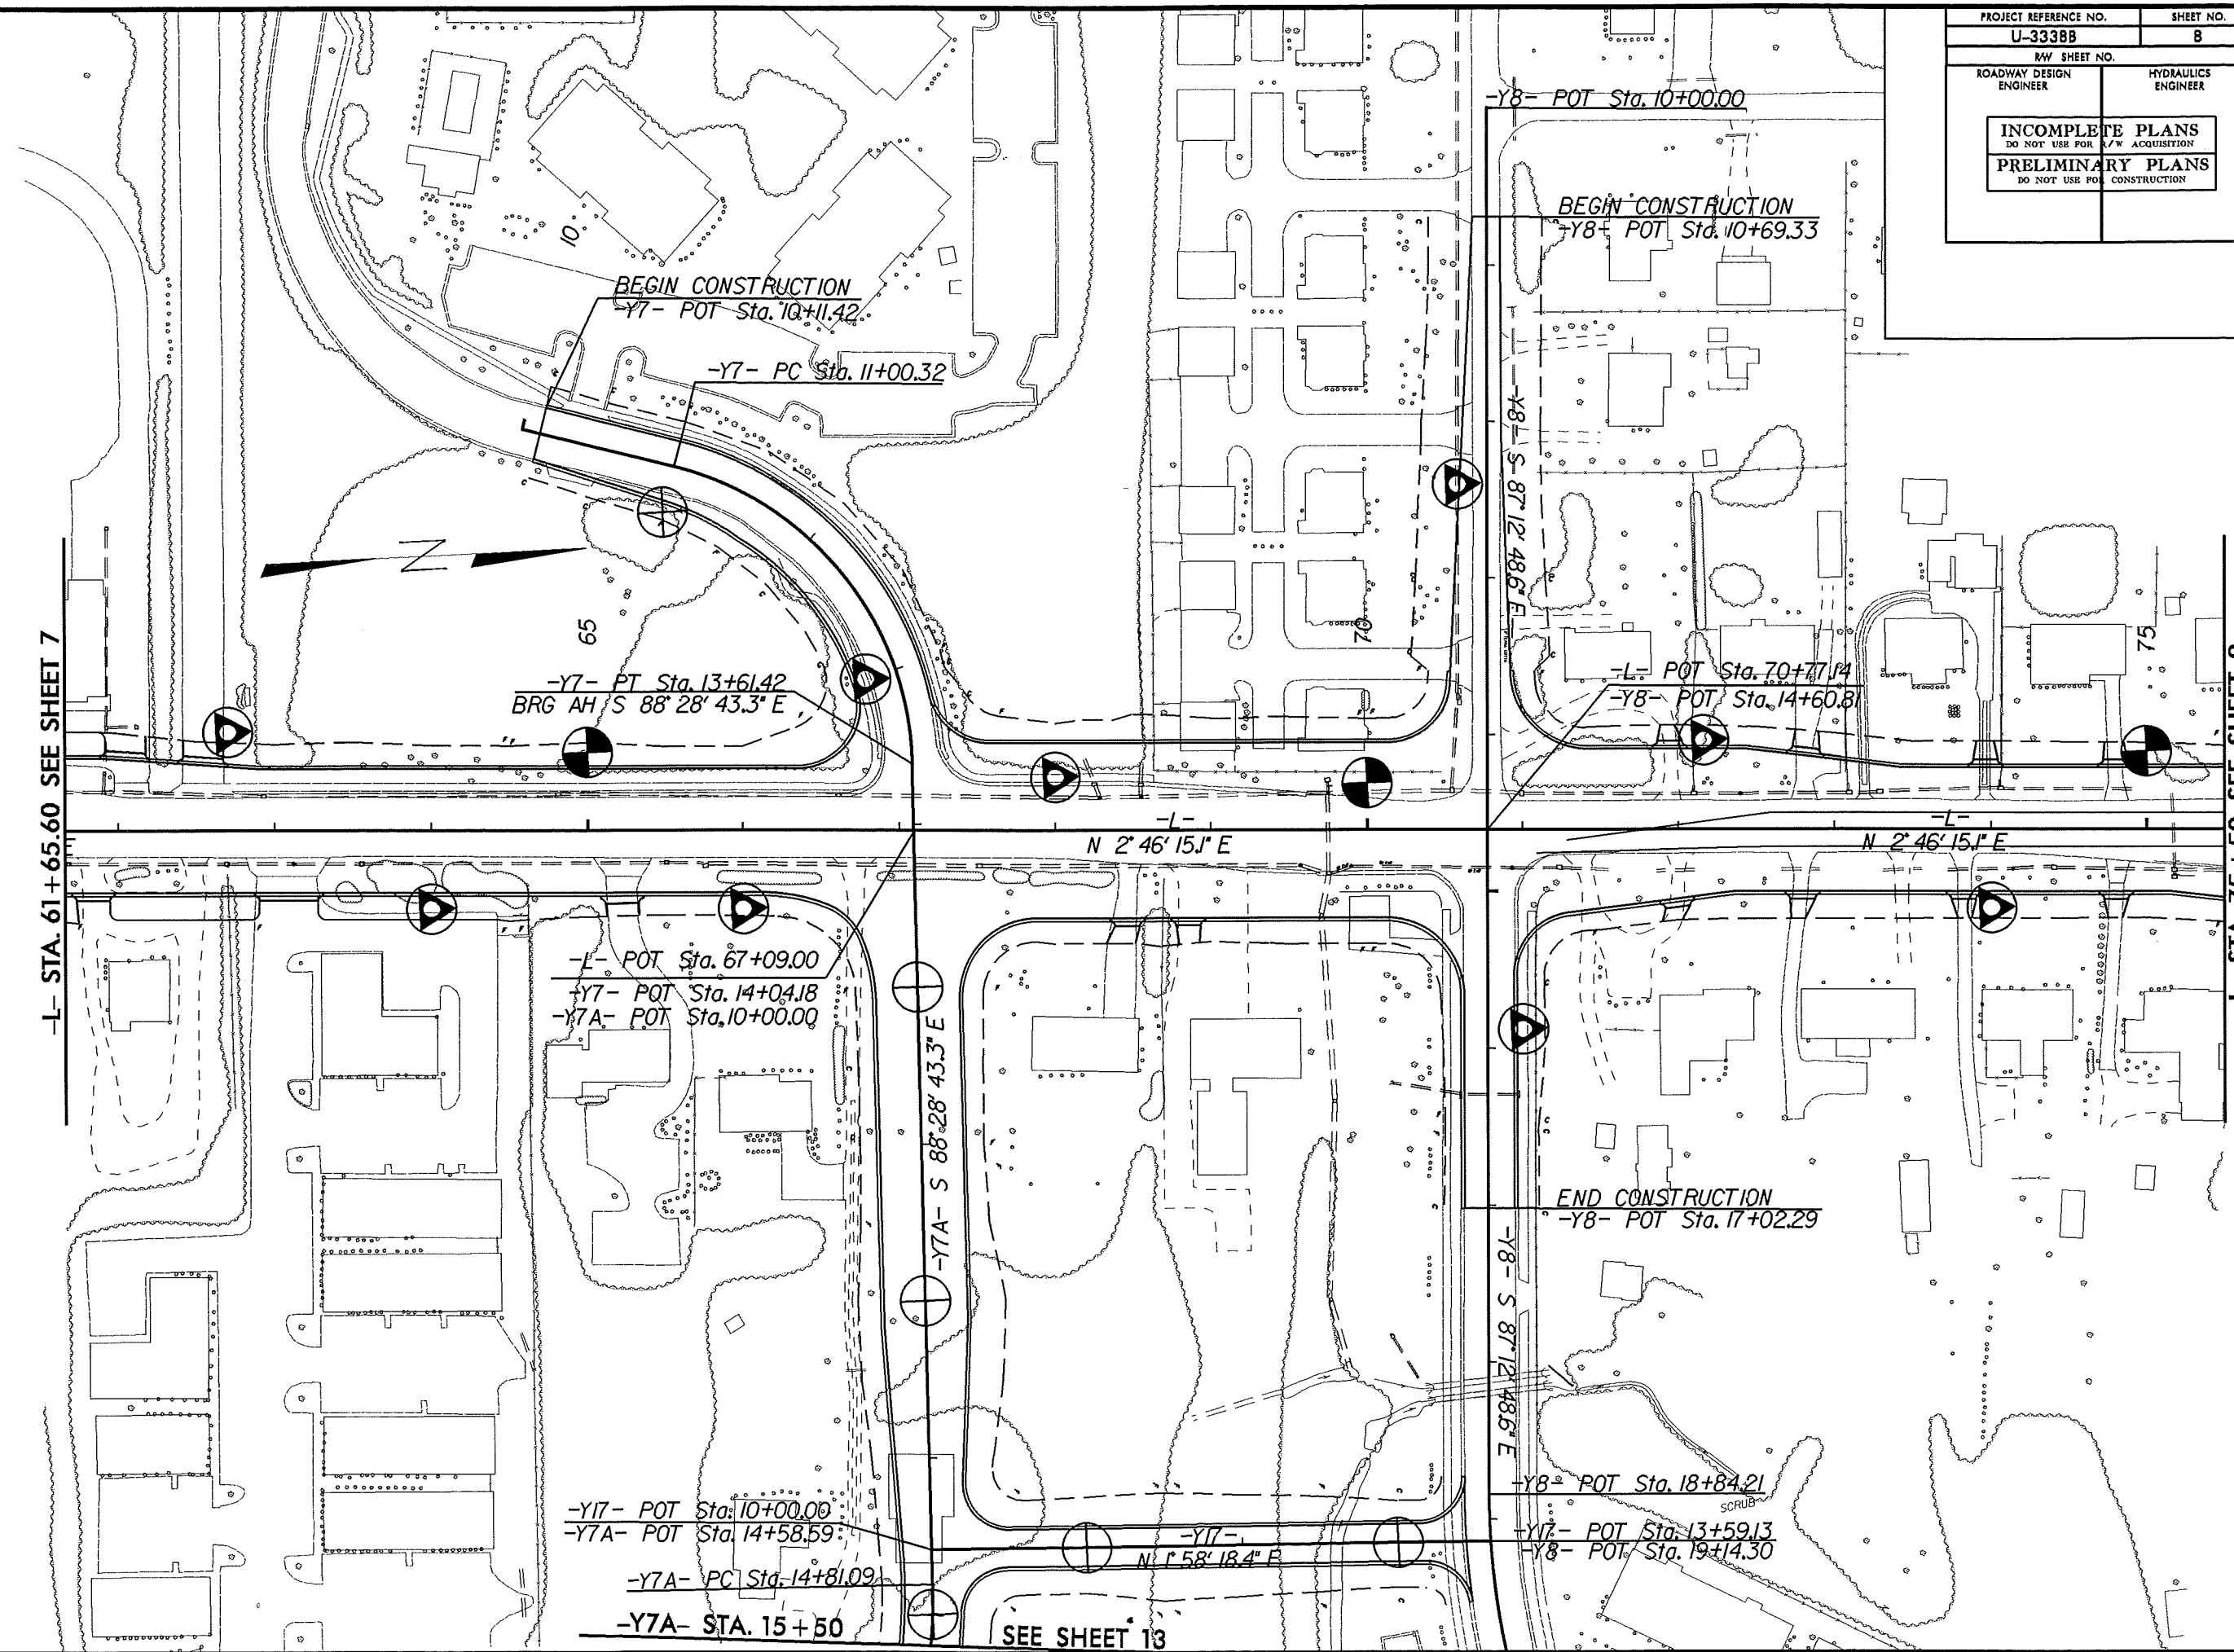 PROJECT REFERENCE NO.
SHEET NO.
U-3338B
8
R/W SHEET NO.
ROADWAY DESIGN
ENGINEER
HYDRAULICS
ENGINEER
INCOMPLETE PLANS
DO NOT USE FOR R/W ACQUISITION
PRELIMINARY PLANS
DO NOT USE FOR CONSTRUCTION
-Y8- POT Sta. 10+00.00
BEGIN CONSTRUCTION
-Y8- POT Sta. 10+69.33
10
BEGIN CONSTRUCTION
-Y7- POT Sta. 10+11.42
-Y7- PC Sta. 11+00.32
-Y8- S 87° 12' 48.6" E
N
65
70
75
-Y7- PT Sta. 13+61.42
BRG AH S 88° 28' 43.3" E
-L- POT Sta. 70+77.14
-Y8- POT Sta. 14+60.81
-L- STA. 61+65.60 SEE SHEET 7
-L-
N 2° 46' 15.1" E
-L-
N 2° 46' 15.1" E
-L- POT Sta. 67+09.00
-Y7- POT Sta. 14+04.18
-Y7A- POT Sta. 10+00.00
-Y7A- S 88° 28' 43.3" E
END CONSTRUCTION
-Y8- POT Sta. 17+02.29
-Y8- S 87° 12' 48.6" E
-Y8- POT Sta. 18+84.21
SCRUB
-Y17- POT Sta. 10+00.00
-Y7A- POT Sta. 14+58.59
-Y17-
N 1° 58' 18.4" E
-Y17- POT Sta. 13+59.13
-Y8- POT Sta. 19+14.30
-Y7A- PC Sta. 14+81.09
-Y7A- STA. 15+50
SEE SHEET 13